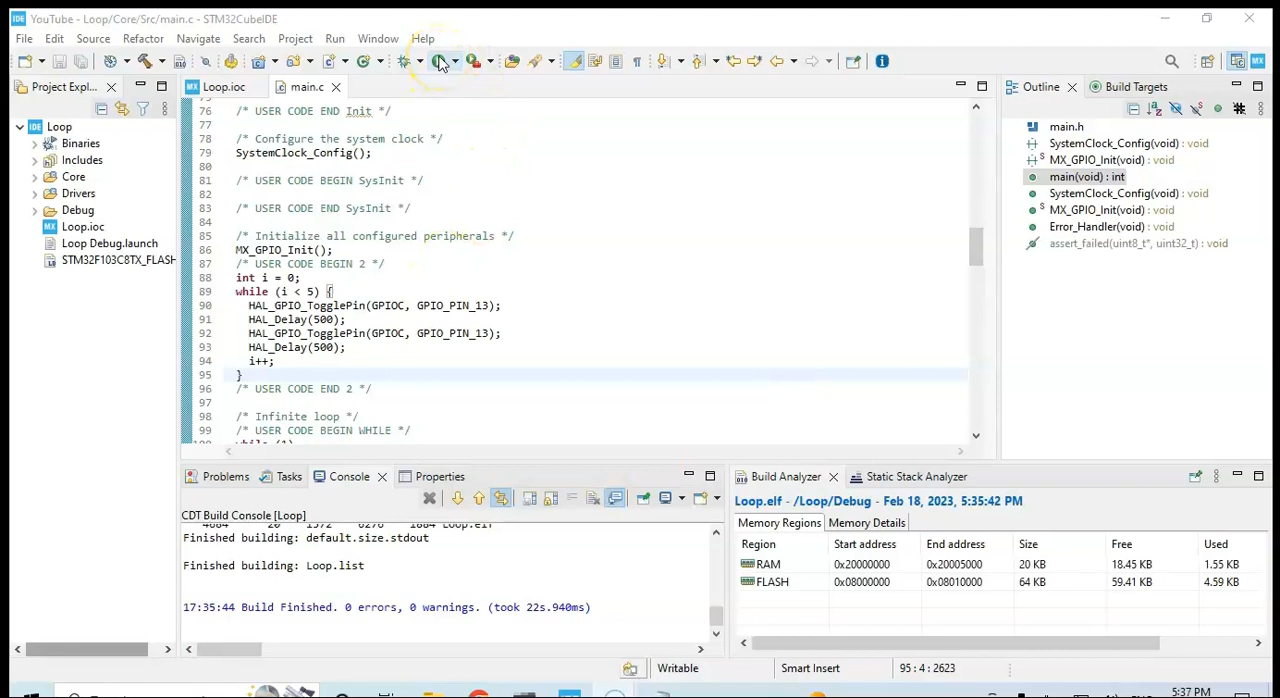 IDE YouTube - Loop/Core/Src/main.c - STM32CubeIDE
File Edit Source Refactor Navigate Search Project Run Window Help
Project Expl...
MX Loop.ioc
main.c
Outline
Build Targets
IDE Loop
Binaries
Includes
Core
Drivers
Debug
MX Loop.ioc
Loop Debug.launch
STM32F103C8TX_FLASH
76 /* USER CODE END Init */
77
78 /* Configure the system clock */
79 SystemClock_Config();
80
81 /* USER CODE BEGIN SysInit */
82
83 /* USER CODE END SysInit */
84
85 /* Initialize all configured peripherals */
86 MX_GPIO_Init();
87 /* USER CODE BEGIN 2 */
88 int i = 0;
89 while (i < 5) {
90 HAL_GPIO_TogglePin(GPIOC, GPIO_PIN_13);
91 HAL_Delay(500);
92 HAL_GPIO_TogglePin(GPIOC, GPIO_PIN_13);
93 HAL_Delay(500);
94 i++;
95 }
96 /* USER CODE END 2 */
97
98 /* Infinite loop */
99 /* USER CODE BEGIN WHILE */
main.h
SystemClock_Config(void) : void
MX_GPIO_Init(void) : void
main(void) : int
SystemClock_Config(void) : void
MX_GPIO_Init(void) : void
Error_Handler(void) : void
assert_failed(uint8_t*, uint32_t) : void
Problems Tasks Console Properties
CDT Build Console [Loop]
Finished building: default.size.stdout
Finished building: Loop.list
17:35:44 Build Finished. 0 errors, 0 warnings. (took 22s.940ms)
Build Analyzer Static Stack Analyzer
Loop.elf - /Loop/Debug - Feb 18, 2023, 5:35:42 PM
Memory Regions Memory Details
Region Start address End address Size Free Used
RAM 0x20000000 0x20005000 20 KB 18.45 KB 1.55 KB
FLASH 0x08000000 0x08010000 64 KB 59.41 KB 4.59 KB
Writable Smart Insert 95 : 4 : 2623
5:37 PM